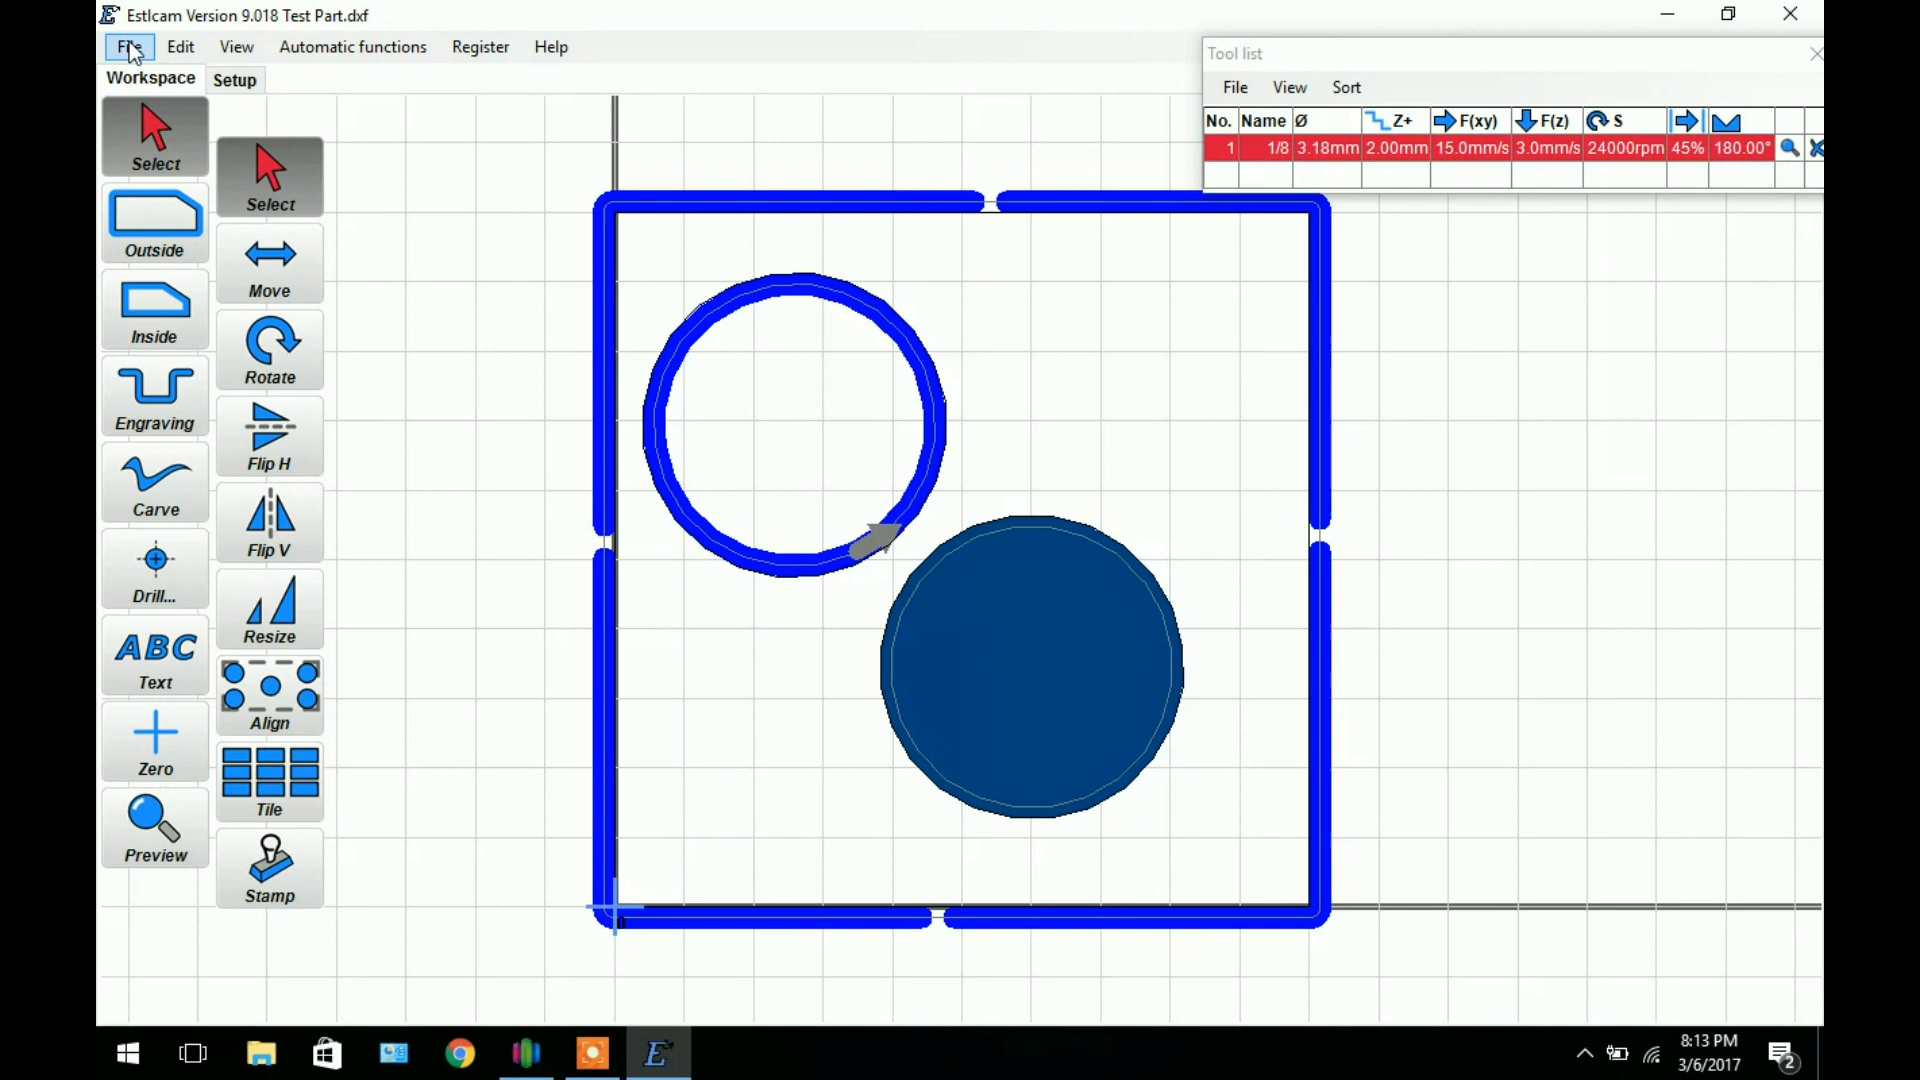 Estlcam Version 9.018 Test Part.dxf
File Edit View Automatic functions Register Help
Workspace Setup
Tool list
File View Sort
No. Name Ø Z+ F(xy) F(z) S
1 1/8 3.18mm 2.00mm 15.0mm/s 3.0mm/s 24000rpm 45% 180.00°
Select
Outside
Inside
Engraving
Carve
Drill...
ABC
Text
Zero
Preview
Select
Move
Rotate
Flip H
Flip V
Resize
Align
Tile
Stamp
0
8:13 PM
3/6/2017
2